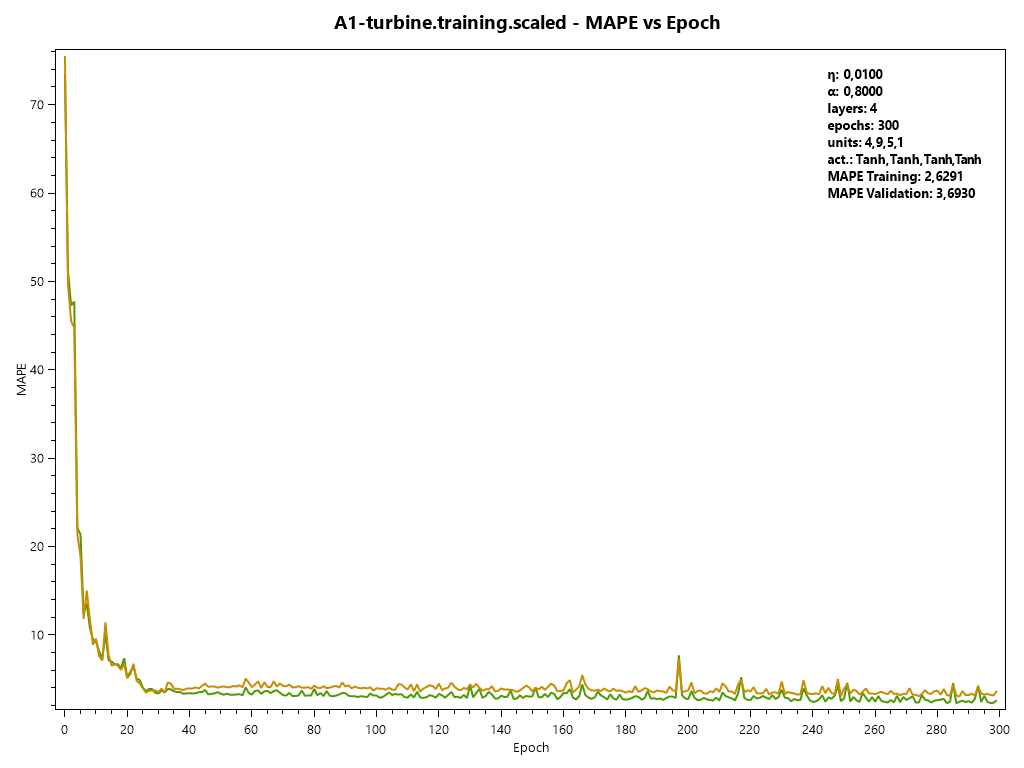 A1-turbine.training.scaled - MAPE vs Epoch
η: 0,0100
α: 0,8000
layers: 4
epochs: 300
units: 4,9,5,1
act.: Tanh,Tanh,Tanh,Tanh
MAPE Training: 2,6291
MAPE Validation: 3,6930
70
60
50
40
30
20
10
MAPE
0 20 40 60 80 100 120 140 160 180 200 220 240 260 280 300
Epoch